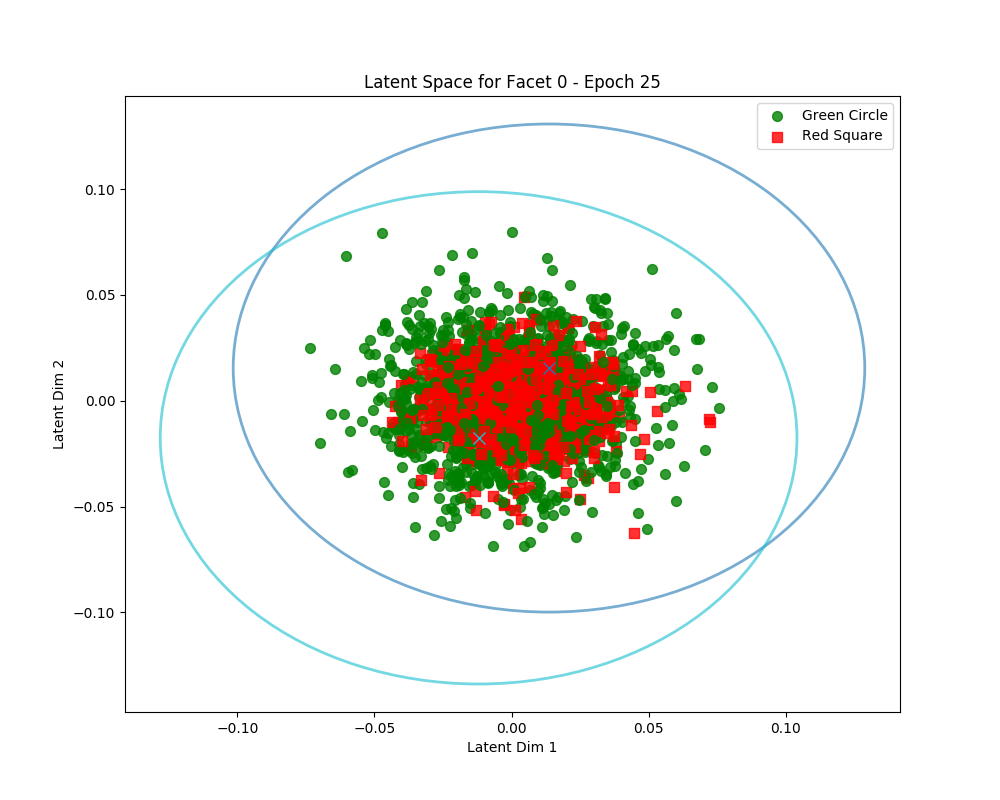 Latent Space for Facet 0 - Epoch 25
Green Circle
Red Square
0.10
0.05
0.00
−0.05
−0.10
Latent Dim 2
−0.10
−0.05
0.00
0.05
0.10
Latent Dim 1